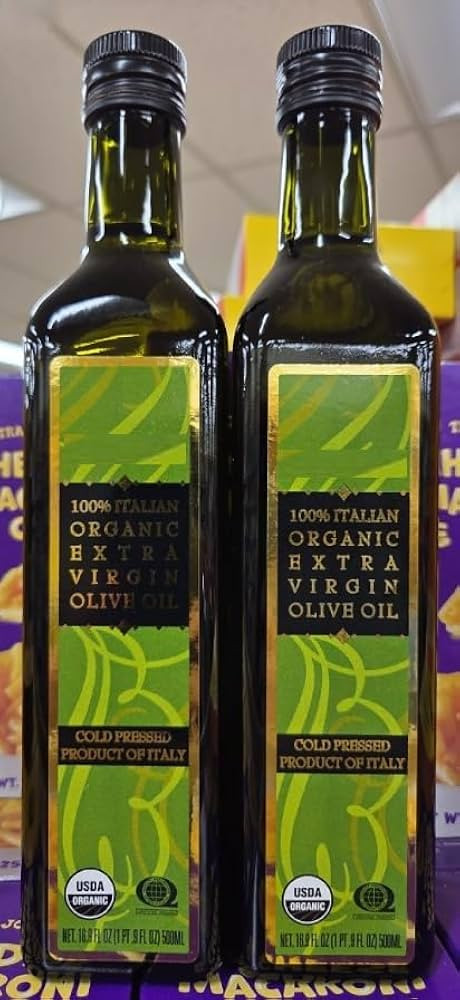 100% ITALIAN
ORGANIC
EXTRA
VIRGIN
OLIVE OIL
COLD PRESSED
PRODUCT OF ITALY
USDA
ORGANIC
NET. 16.9 FL OZ (1 PT .9 FL OZ) 500ML
100% ITALIAN
ORGANIC
EXTRA
VIRGIN
OLIVE OIL
COLD PRESSED
PRODUCT OF ITALY
USDA
ORGANIC
NET. 16.9 FL OZ (1 PT .9 FL OZ) 500ML
MACARONI